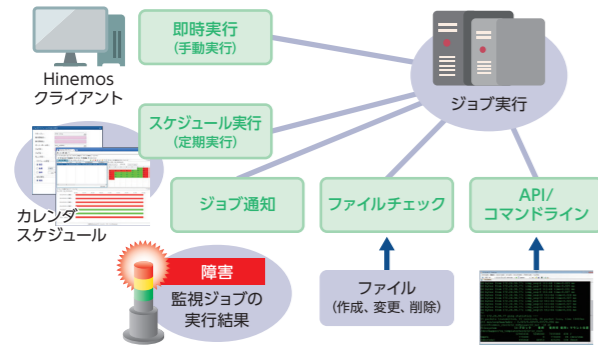 即時実行
(手動実行)
Hinemos
クライアント
ジョブ実行
スケジュール実行
(定期実行)
カレンダ
スケジュール
ジョブ通知
ファイルチェック
API/
コマンドライン
障害
監視ジョブの
実行結果
ファイル
(作成、変更、削除)